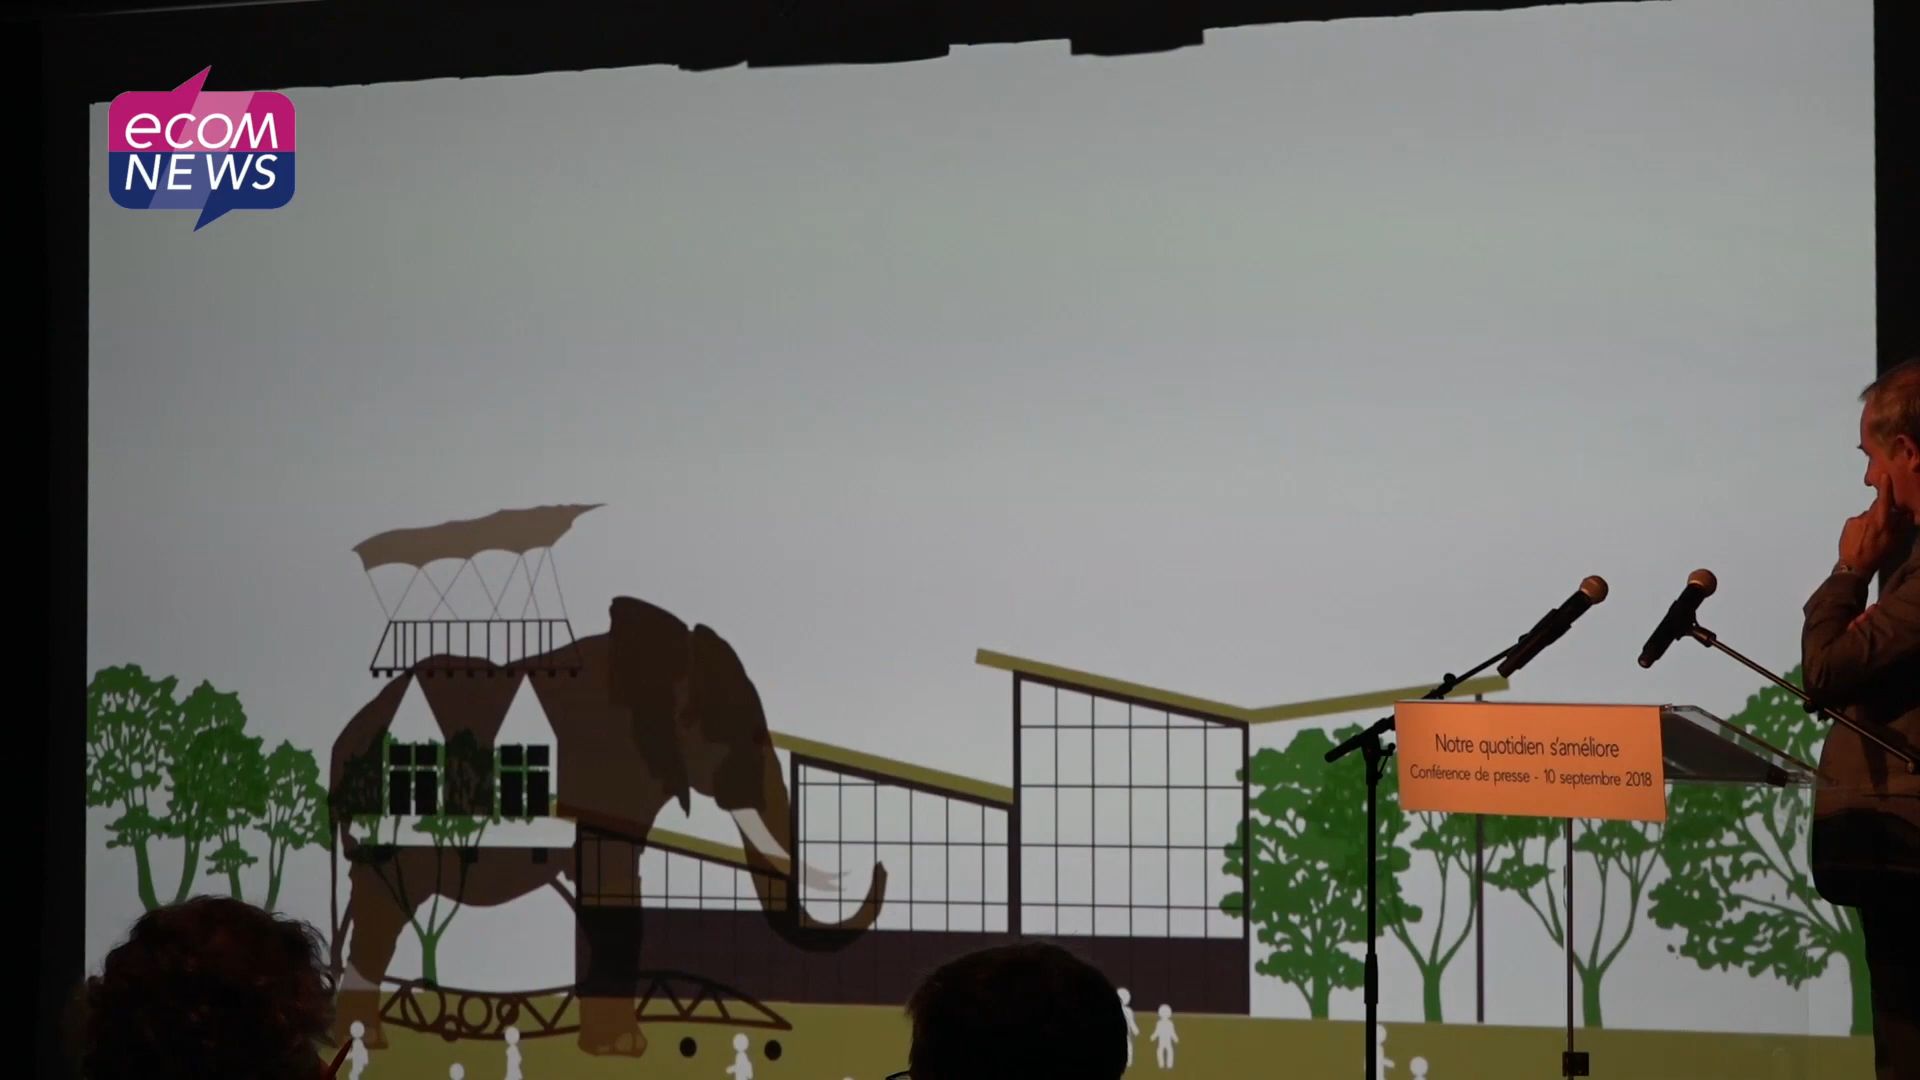 ecom
NEWS
Notre quotidien s'améliore
Conférence de presse - 10 septembre 2018